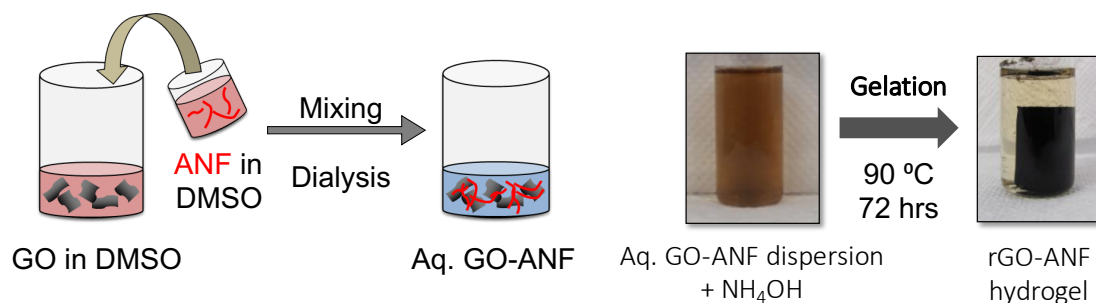 ANF in
DMSO
GO in DMSO
Mixing
Dialysis
Aq. GO-ANF
Aq. GO-ANF dispersion
+ NH₄OH
Gelation
90 ºC
72 hrs
rGO-ANF
hydrogel